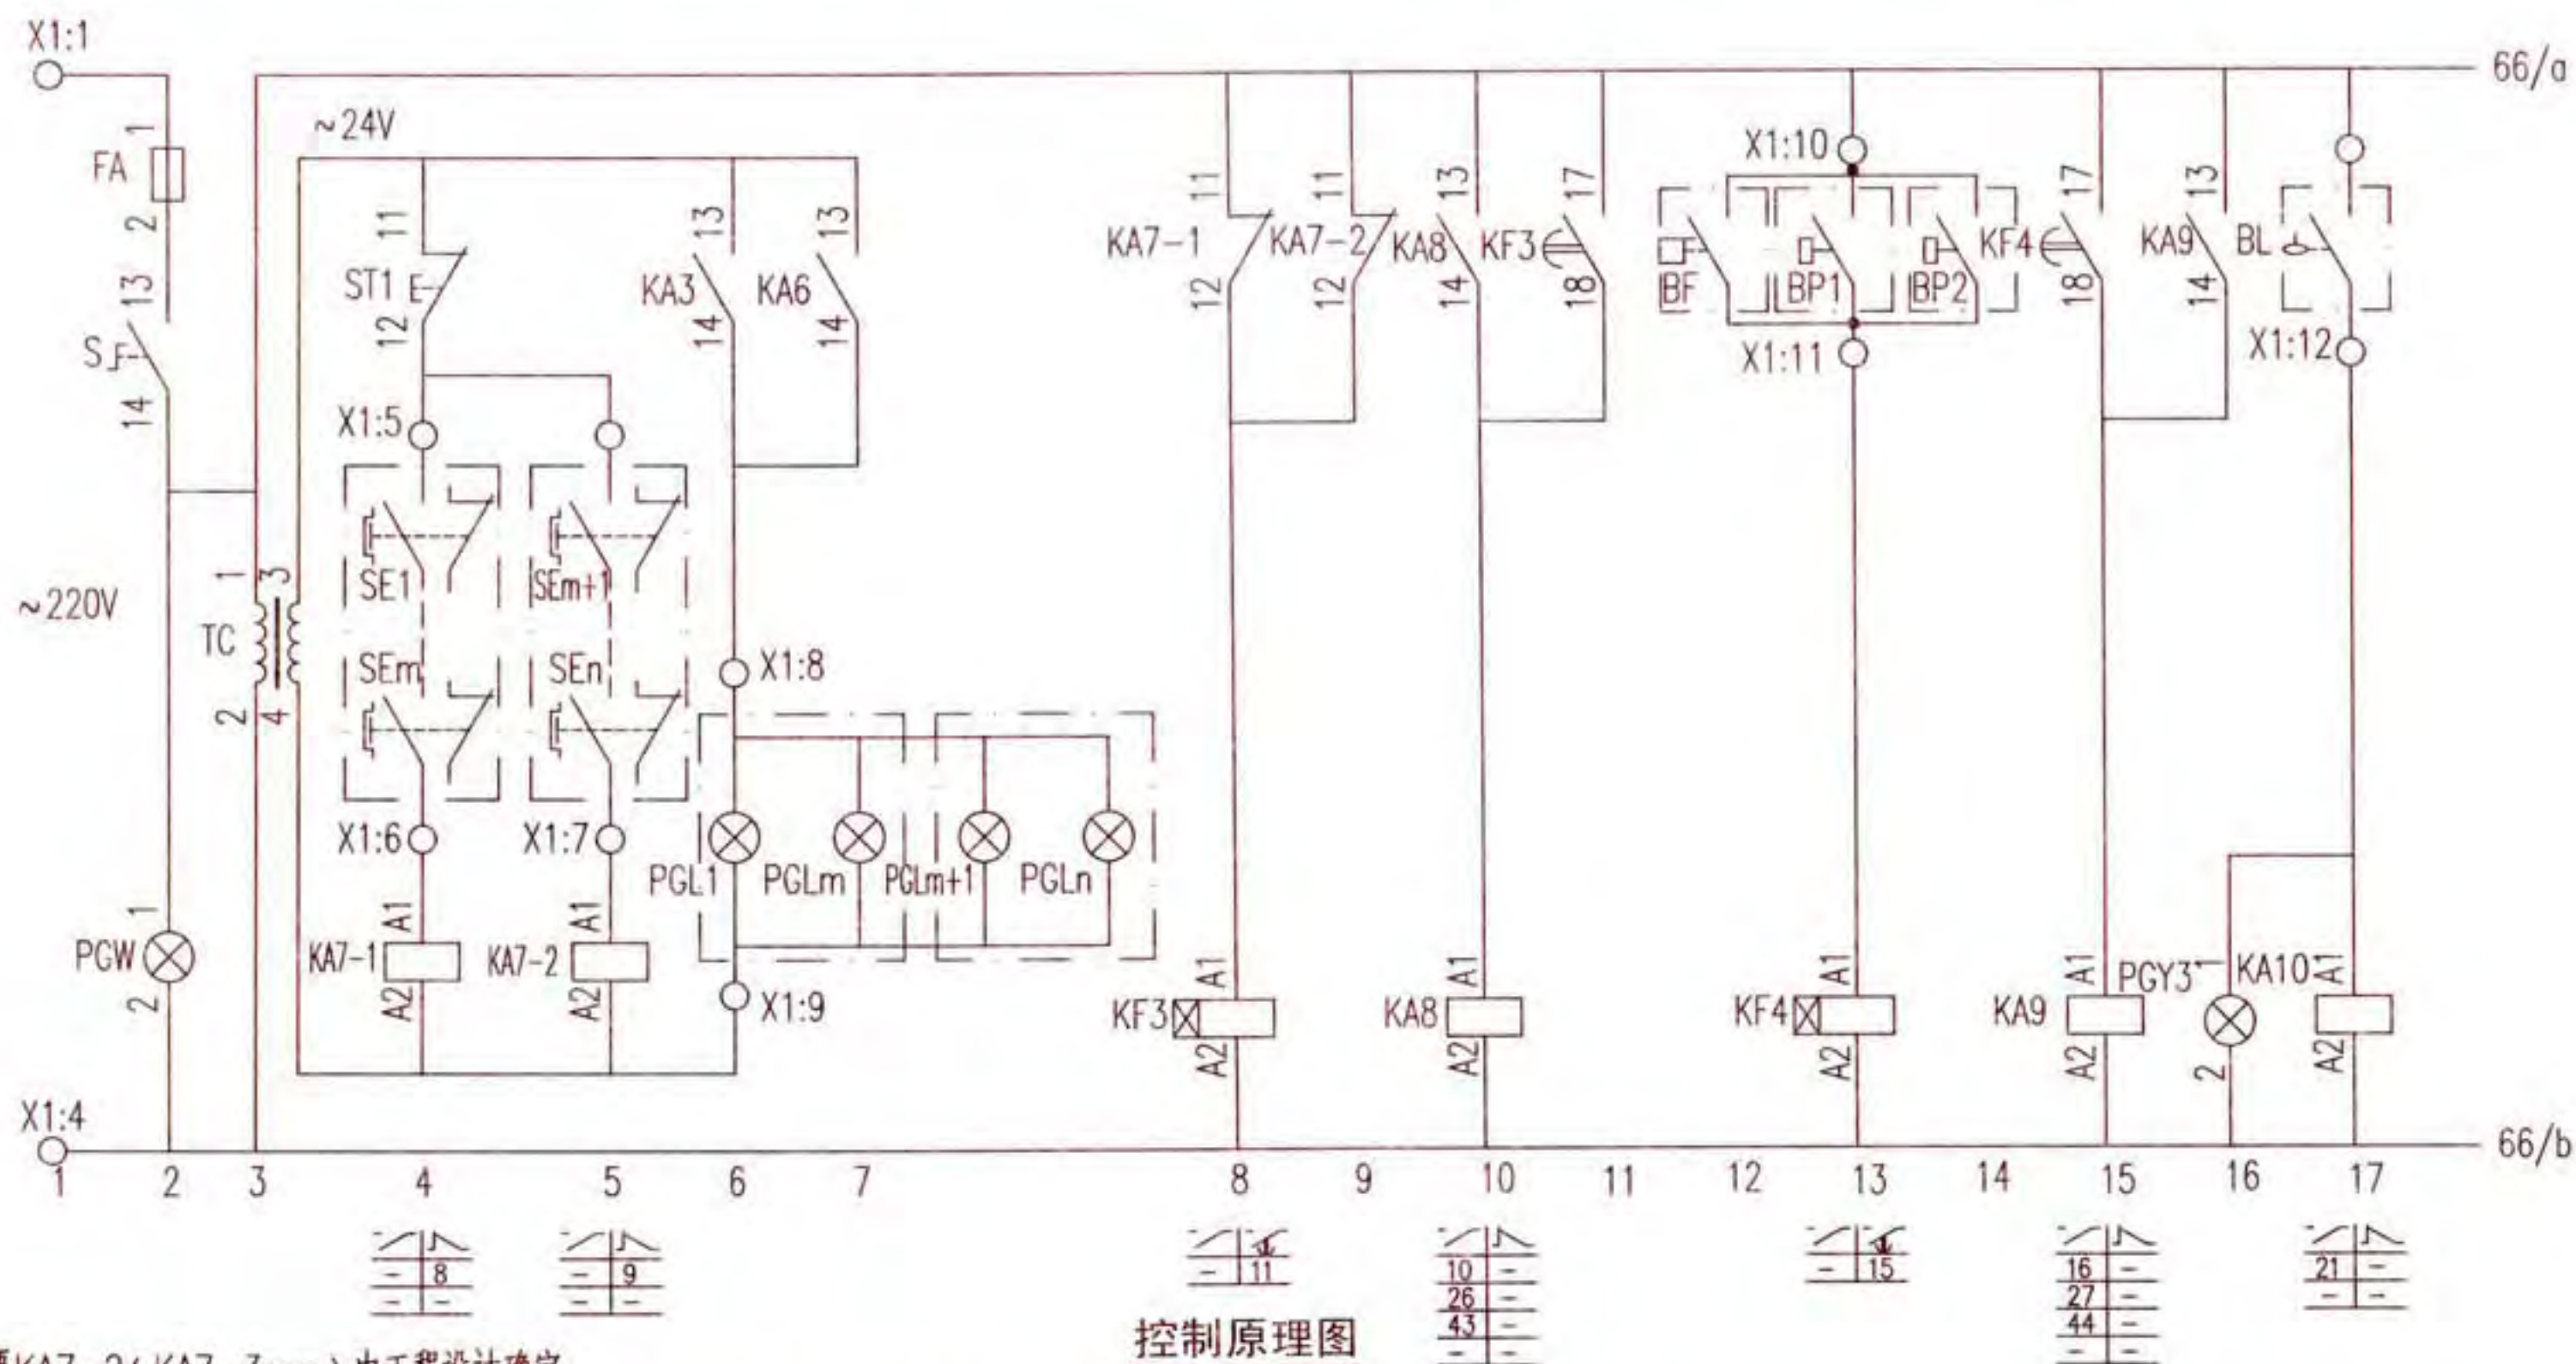 X1:1
66/a
~24V
1
FA
2
13
S
14
11
ST1
12
13
KA3
14
13
KA6
14
11
KA7-1
12
11
KA7-2
12
13
KA8
14
17
KF3
18
X1:10
BF
BP1
BP2
X1:11
17
KF4
18
13
KA9
14
BL
X1:12
X1:5
SE1
SEm+1
SEm
SEn
~220V
1
3
TC
2
4
X1:8
X1:6
X1:7
PGL1
PGLm
PGLm+1
PGLn
1
PGW
2
A1
KA7-1
A2
A1
KA7-2
A2
X1:9
A1
KF3
A2
A1
KA8
A2
A1
KF4
A2
A1
KA9
A2
PGY3
1
2
KA10
A1
A2
X1:4
66/b
1 2 3 4 5 6 7 8 9 10 11 12 13 14 15 16 17
- 8
- -
- 9
- -
- 11
10 -
26 -
43 -
- -
- 15
16 -
27 -
44 -
- -
21 -
- -
控制原理图